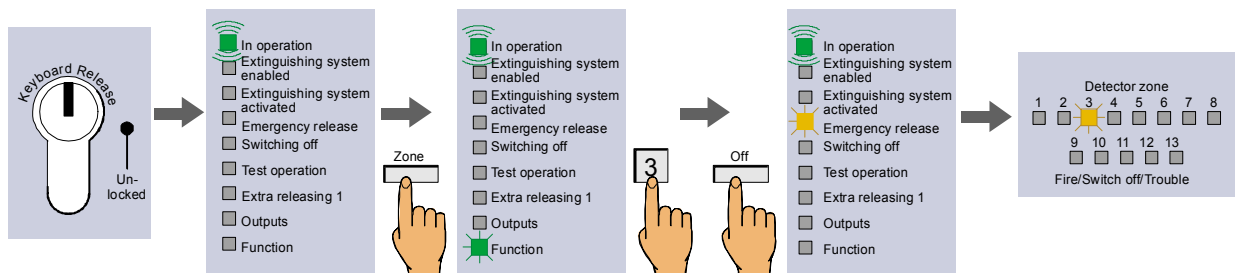 Keyboard Release
Un-
locked
In operation
Extinguishing system
enabled
Extinguishing system
activated
Emergency release
Switching off
Test operation
Extra releasing 1
Outputs
Function
Zone
In operation
Extinguishing system
enabled
Extinguishing system
activated
Emergency release
Switching off
Test operation
Extra releasing 1
Outputs
Function
3
Off
In operation
Extinguishing system
enabled
Extinguishing system
activated
Emergency release
Switching off
Test operation
Extra releasing 1
Outputs
Function
Detector zone
1 2 3 4 5 6 7 8
9 10 11 12 13
Fire/Switch off/Trouble